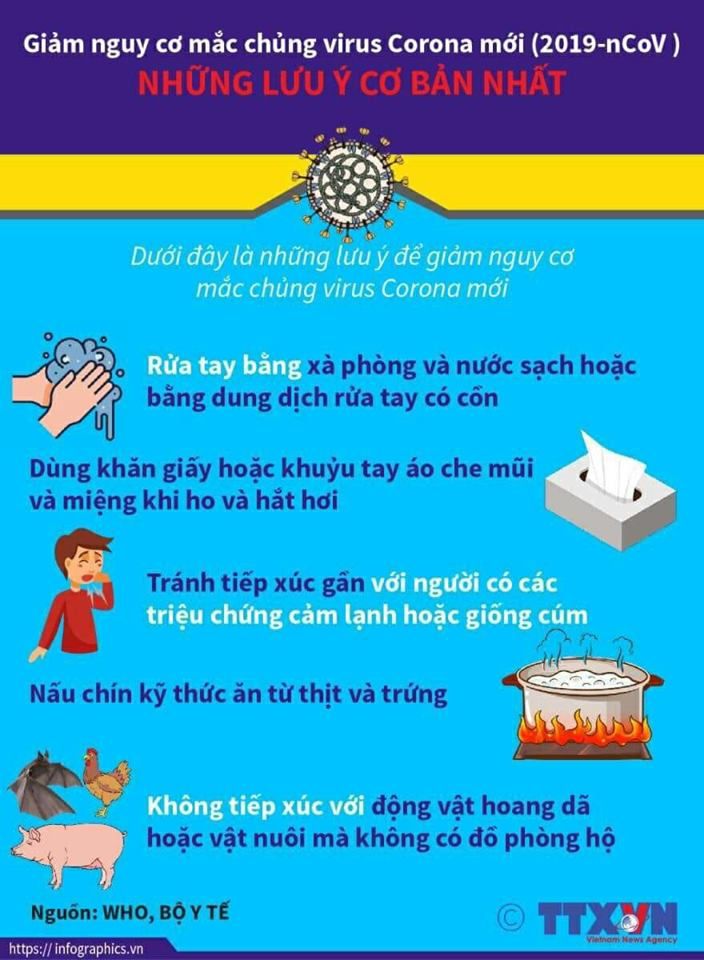 Giảm nguy cơ mắc chủng virus Corona mới (2019-nCoV )
NHỮNG LƯU Ý CƠ BẢN NHẤT
Dưới đây là những lưu ý để giảm nguy cơ
mắc chủng virus Corona mới
Rửa tay bằng xà phòng và nước sạch hoặc
bằng dung dịch rửa tay có cồn
Dùng khăn giấy hoặc khuỷu tay áo che mũi
và miệng khi ho và hắt hơi
Tránh tiếp xúc gần với người có các
triệu chứng cảm lạnh hoặc giống cúm
Nấu chín kỹ thức ăn từ thịt và trứng
Không tiếp xúc với động vật hoang dã
hoặc vật nuôi mà không có đồ phòng hộ
Nguồn: WHO, BỘ Y TẾ
© TTXVN
Vietnam News Agency
https:// infographics.vn